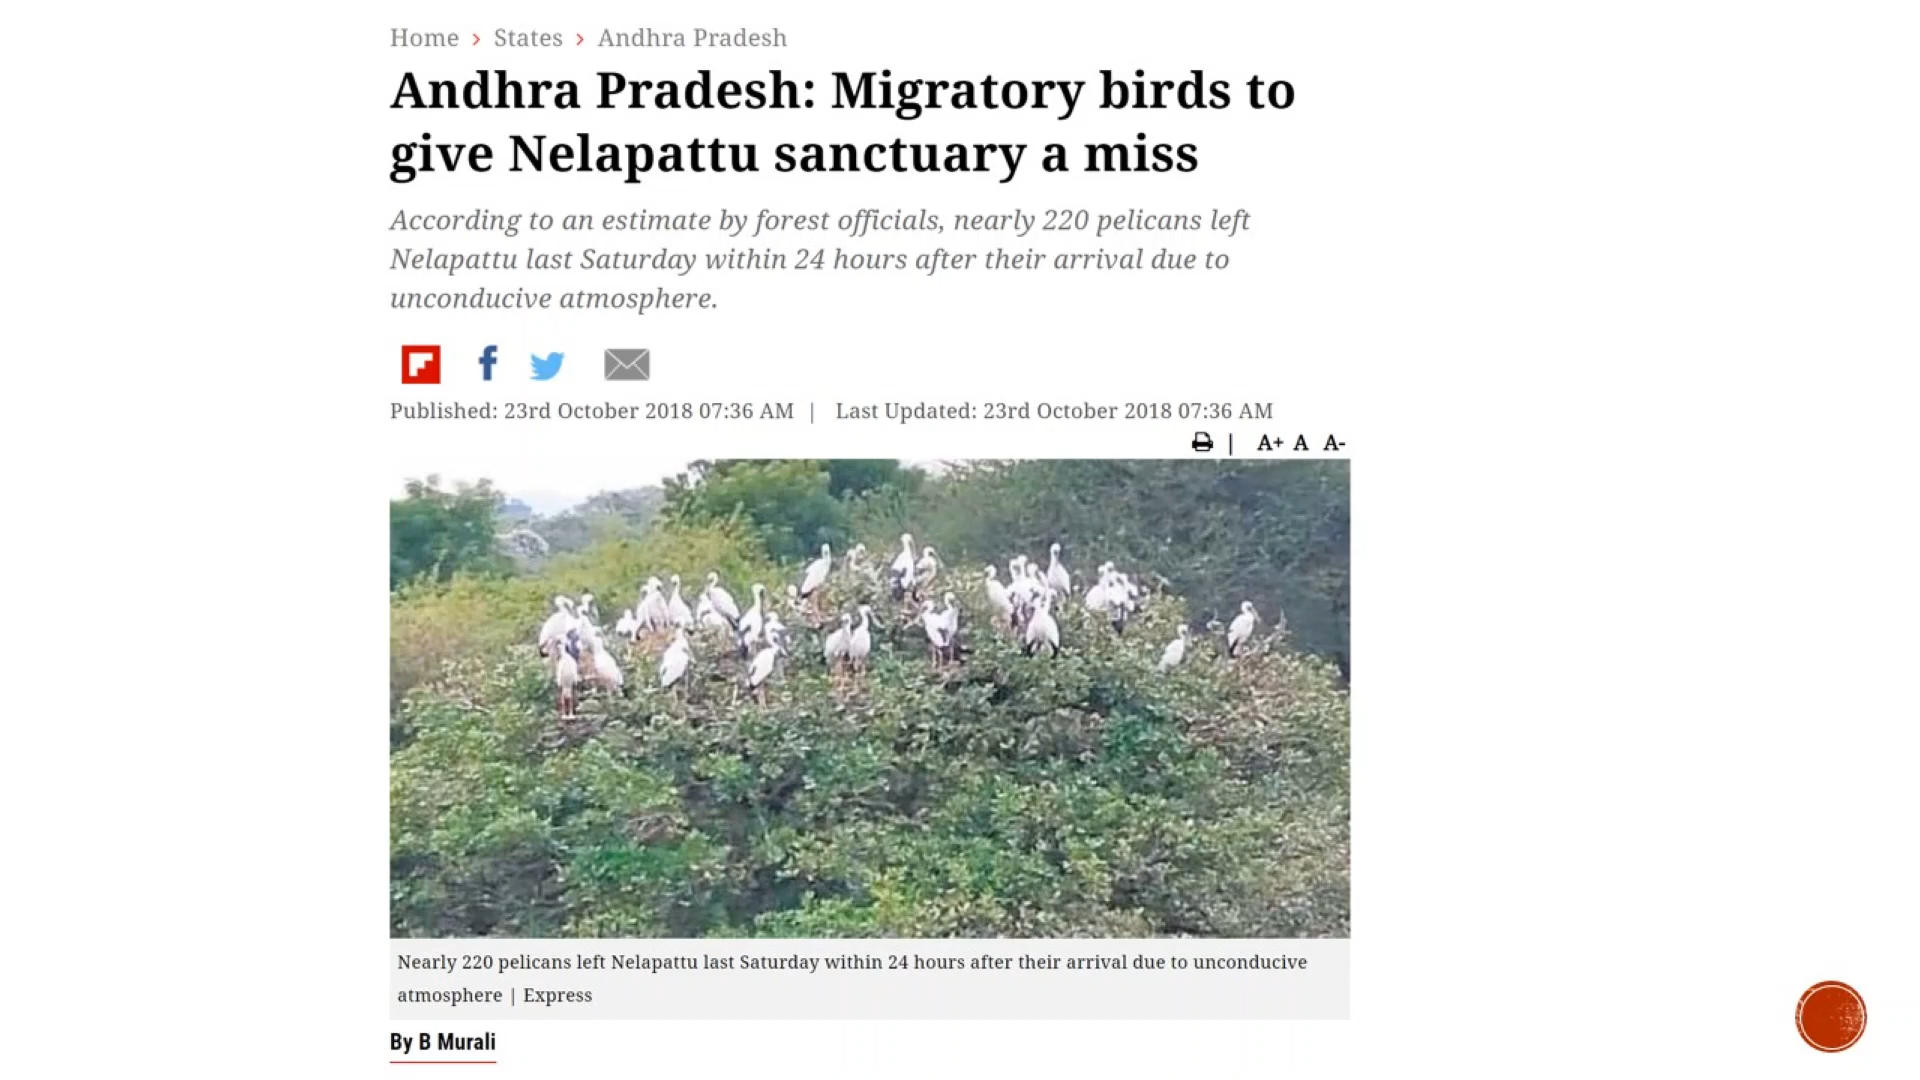 Home > States > Andhra Pradesh
Andhra Pradesh: Migratory birds to
give Nelapattu sanctuary a miss
According to an estimate by forest officials, nearly 220 pelicans left
Nelapattu last Saturday within 24 hours after their arrival due to
unconducive atmosphere.
Published: 23rd October 2018 07:36 AM | Last Updated: 23rd October 2018 07:36 AM
| A+ A A-
Nearly 220 pelicans left Nelapattu last Saturday within 24 hours after their arrival due to unconducive
atmosphere | Express
By B Murali